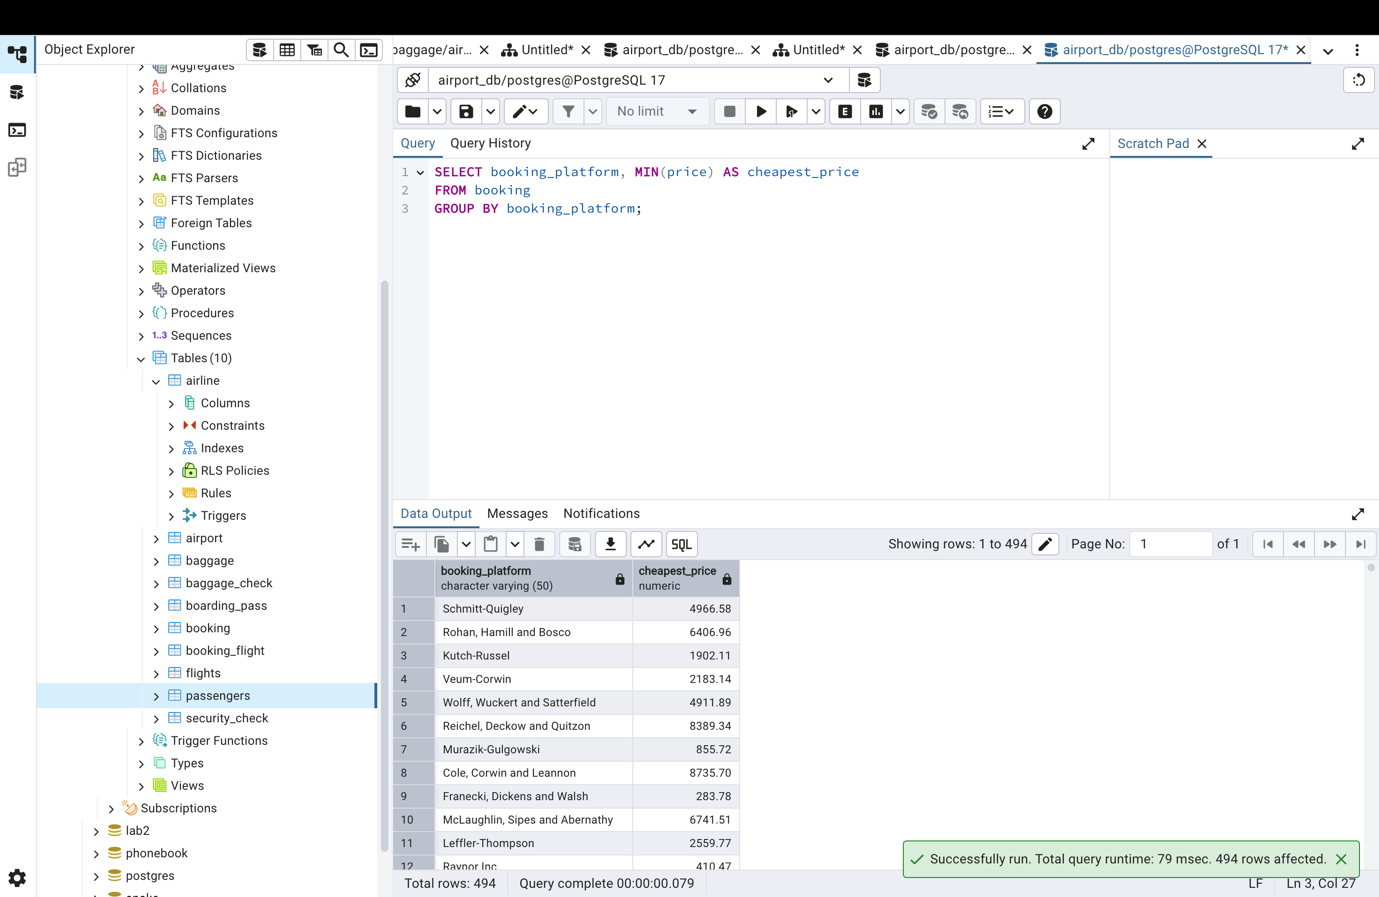 Object Explorer
Aggregates
Collations
Domains
FTS Configurations
FTS Dictionaries
Aa FTS Parsers
FTS Templates
Foreign Tables
Functions
Materialized Views
Operators
Procedures
1..3 Sequences
Tables (10)
airline
Columns
Constraints
Indexes
RLS Policies
Rules
Triggers
airport
baggage
baggage_check
boarding_pass
booking
booking_flight
flights
passengers
security_check
Trigger Functions
Types
Views
Subscriptions
lab2
phonebook
postgres
baggage/air...
Untitled*
airport_db/postgre...
Untitled*
airport_db/postgre...
airport_db/postgres@PostgreSQL 17*
airport_db/postgres@PostgreSQL 17
No limit
E
Query
Query History
Scratch Pad
1 SELECT booking_platform, MIN(price) AS cheapest_price
2 FROM booking
3 GROUP BY booking_platform;
Data Output
Messages
Notifications
SQL
Showing rows: 1 to 494
Page No: 1 of 1
booking_platform
character varying (50)
cheapest_price
numeric
1 Schmitt-Quigley 4966.58
2 Rohan, Hamill and Bosco 6406.96
3 Kutch-Russel 1902.11
4 Veum-Corwin 2183.14
5 Wolff, Wuckert and Satterfield 4911.89
6 Reichel, Deckow and Quitzon 8389.34
7 Murazik-Gulgowski 855.72
8 Cole, Corwin and Leannon 8735.70
9 Franecki, Dickens and Walsh 283.78
10 McLaughlin, Sipes and Abernathy 6741.51
11 Leffler-Thompson 2559.77
12 Raynor Inc 410.47
Successfully run. Total query runtime: 79 msec. 494 rows affected.
Total rows: 494
Query complete 00:00:00.079
LF
Ln 3, Col 27